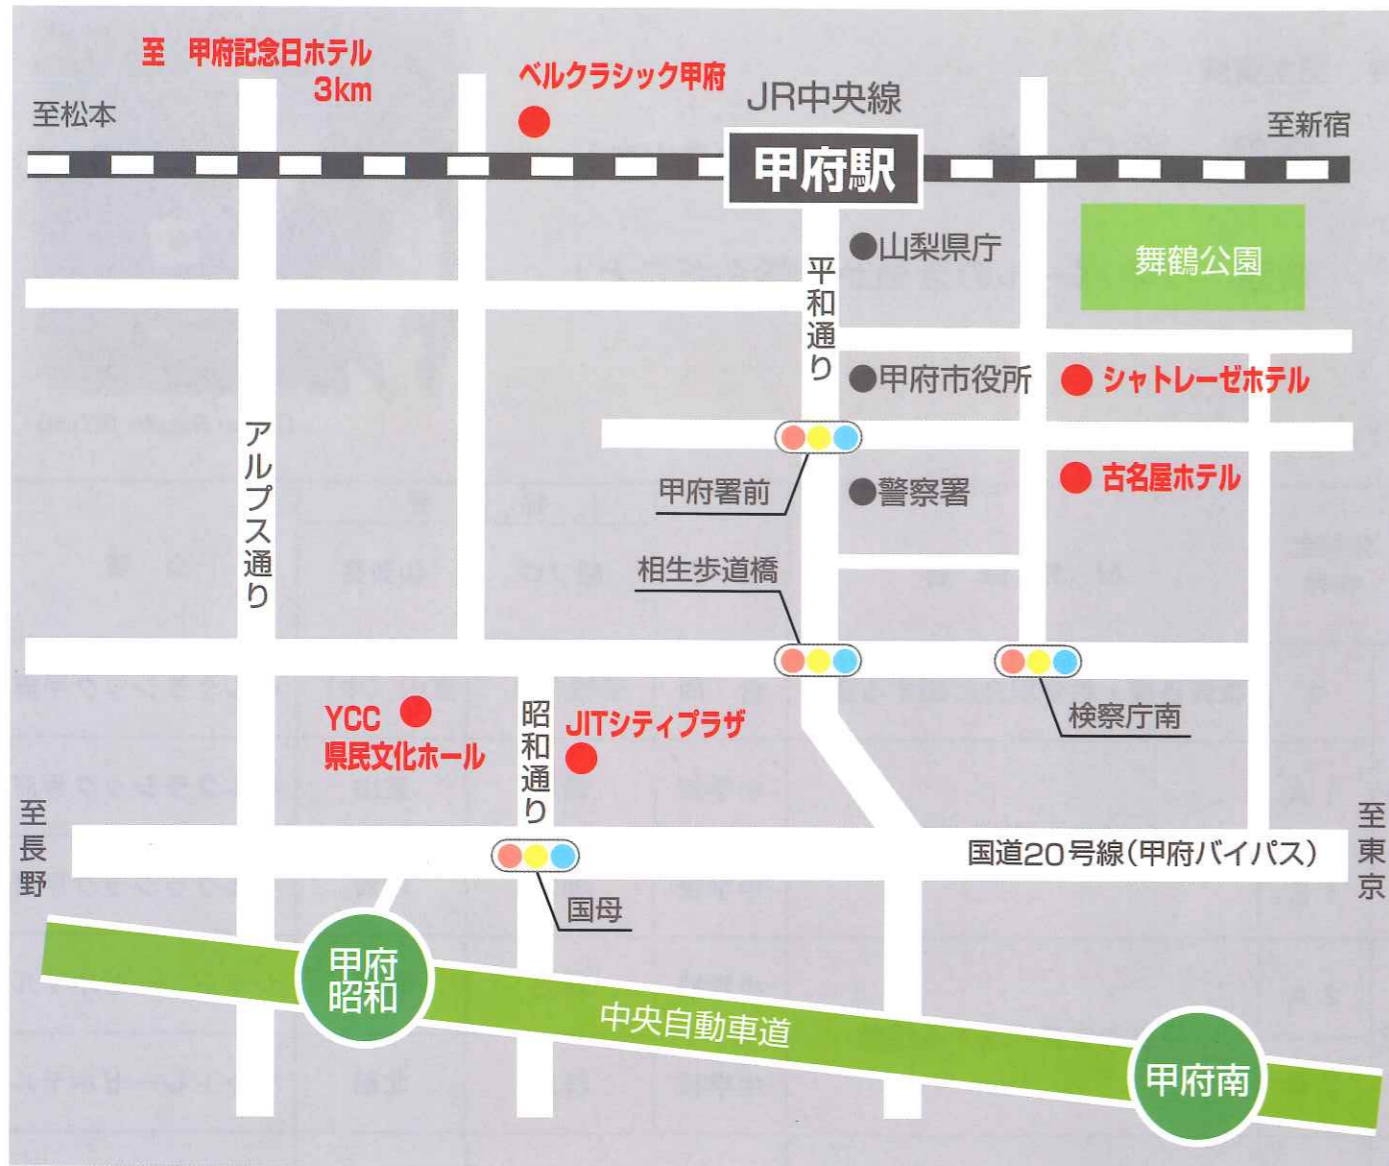 至　甲府記念日ホテル
3km
ベルクラシック甲府
JR中央線
至松本
至新宿
甲府駅
●山梨県庁
舞鶴公園
平和通り
●甲府市役所
シャトレーゼホテル
アルプス通り
甲府署前
●警察署
古名屋ホテル
相生歩道橋
YCC
県民文化ホール
昭和通り
JITシティプラザ
検察庁南
至長野
国道20号線(甲府バイパス)
至東京
国母
甲府
昭和
中央自動車道
甲府南